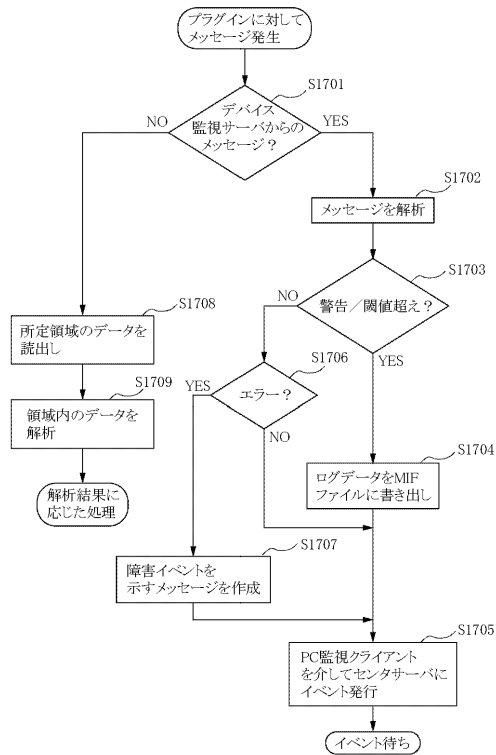 プラグインに対して
メッセージ発生
S1701
デバイス
監視サーバからの
メッセージ?
NO
YES
S1702
メッセージを解析
S1703
警告/閾値超え?
NO
YES
S1708
所定領域のデータを
読出し
S1706
エラー?
YES
NO
S1709
領域内のデータを
解析
S1704
ログデータをMIF
ファイルに書き出し
解析結果に
応じた処理
S1707
障害イベントを
示すメッセージを作成
S1705
PC監視クライアント
を介してセンタサーバに
イベント発行
イベント待ち